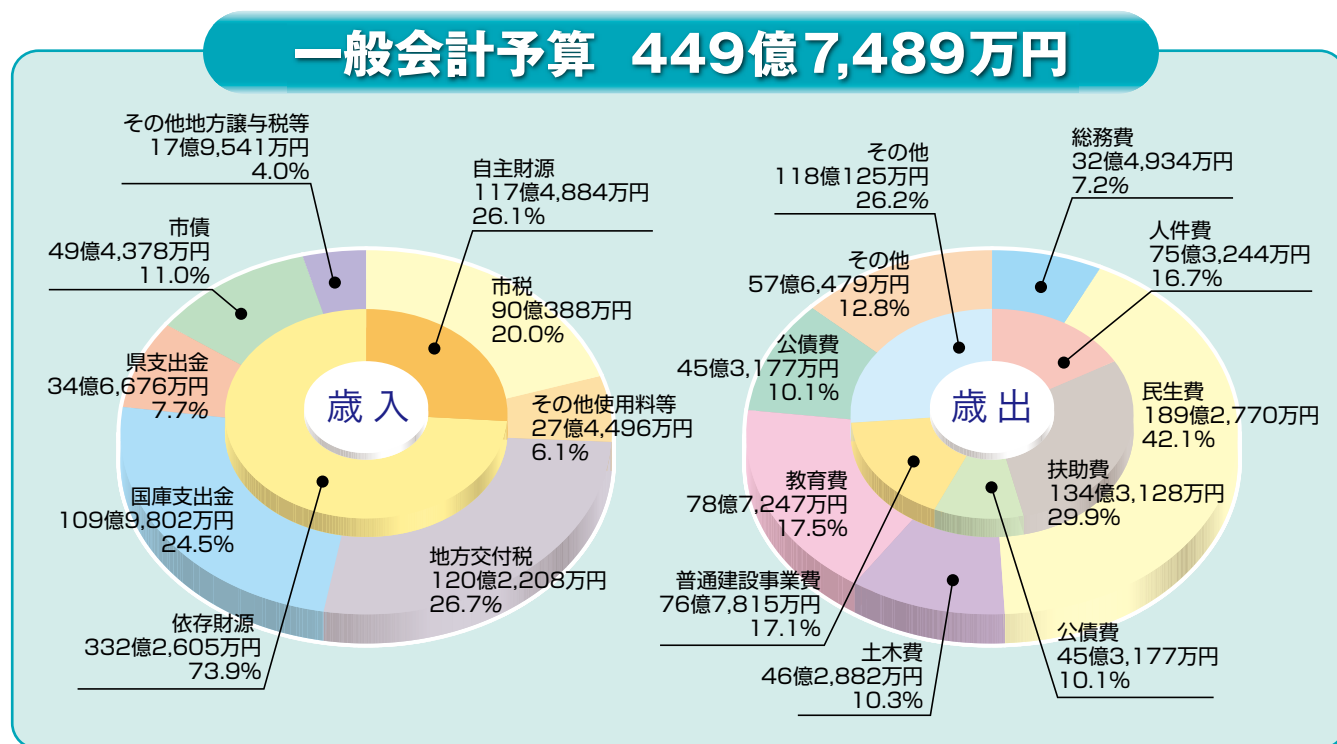 一般会計予算 449億7,489万円
その他地方譲与税等
17億9,541万円
4.0%
自主財源
117億4,884万円
26.1%
市債
49億4,378万円
11.0%
市税
90億388万円
20.0%
県支出金
34億6,676万円
7.7%
歳入
その他使用料等
27億4,496万円
6.1%
国庫支出金
109億9,802万円
24.5%
地方交付税
120億2,208万円
26.7%
依存財源
332億2,605万円
73.9%
その他
118億125万円
26.2%
総務費
32億4,934万円
7.2%
人件費
75億3,244万円
16.7%
その他
57億6,479万円
12.8%
公債費
45億3,177万円
10.1%
歳出
民生費
189億2,770万円
42.1%
扶助費
134億3,128万円
29.9%
教育費
78億7,247万円
17.5%
普通建設事業費
76億7,815万円
17.1%
土木費
46億2,882万円
10.3%
公債費
45億3,177万円
10.1%